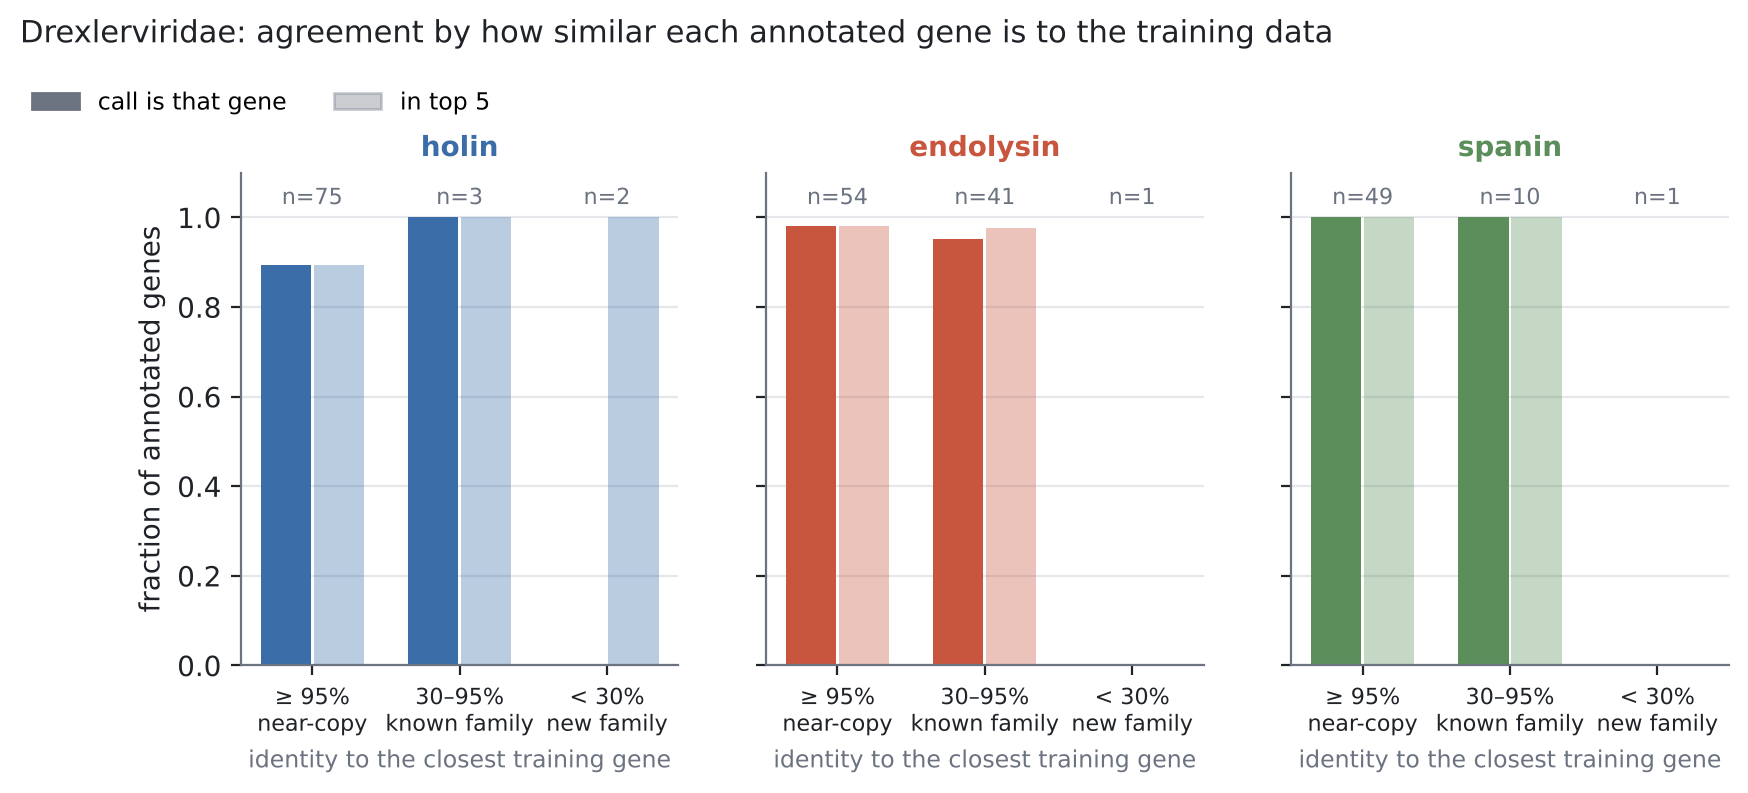 Drexlerviridae: agreement by how similar each annotated gene is to the training data
call is that gene
in top 5
holin
endolysin
spanin
n=75
n=3
n=2
n=54
n=41
n=1
n=49
n=10
n=1
fraction of annotated genes
1.0
0.8
0.6
0.4
0.2
0.0
≥ 95%
near-copy
30–95%
known family
< 30%
new family
≥ 95%
near-copy
30–95%
known family
< 30%
new family
≥ 95%
near-copy
30–95%
known family
< 30%
new family
identity to the closest training gene
identity to the closest training gene
identity to the closest training gene